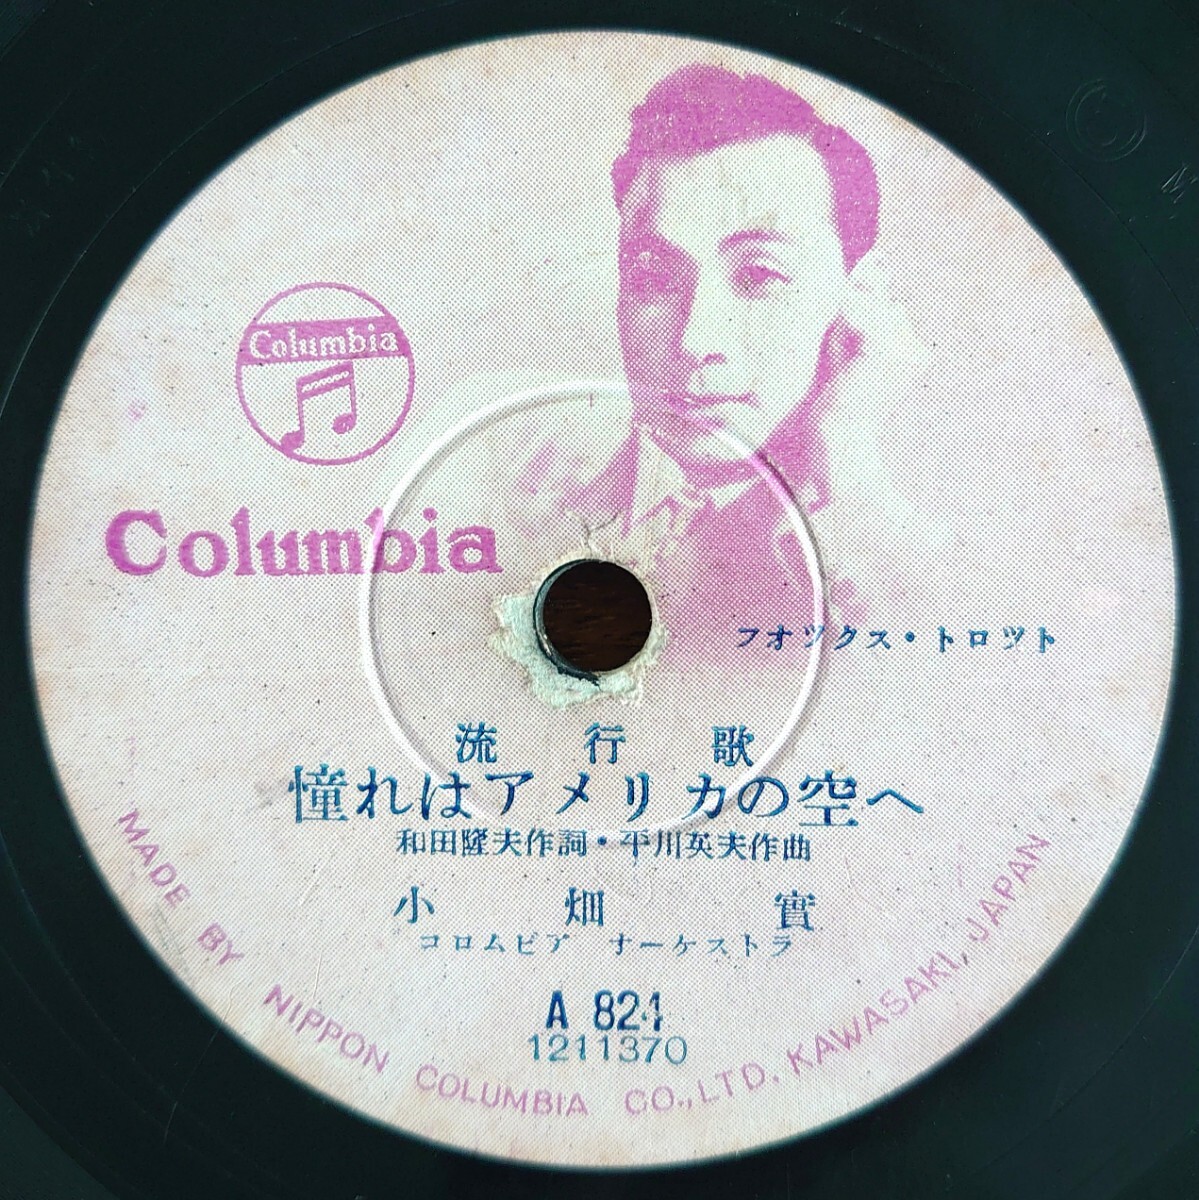 Columbia
Columbia
フオツクス・トロツト
流行歌
憧れはアメリカの空へ
和田隆夫作詞・平川英夫作曲
小畑實
コロムビア オーケストラ
A 824
1211370
MADE BY NIPPON COLUMBIA CO., LTD. KAWASAKI, JAPAN